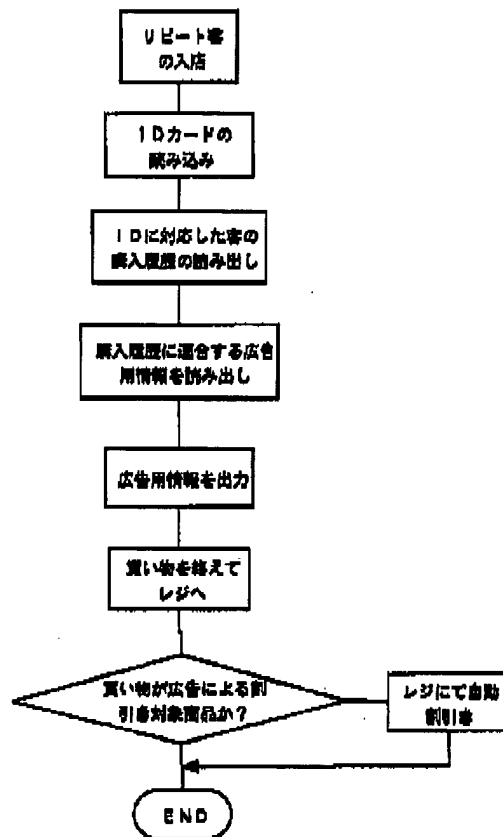 リピート客
の入店
IDカードの
読み込み
IDに対応した客の
購入履歴の読み出し
購入履歴に適合する広告
用情報を読み出し
広告用情報を出力
買い物を終えて
レジへ
買い物が広告による割
引き対象商品か?
レジにて自動
割引き
END